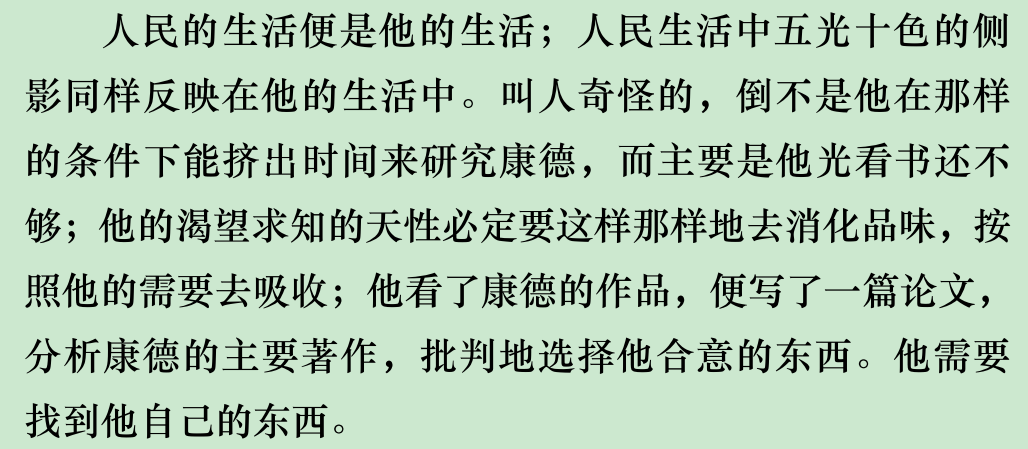 人民的生活便是他的生活；人民生活中五光十色的侧
影同样反映在他的生活中。叫人奇怪的，倒不是他在那样
的条件下能挤出时间来研究康德，而主要是他光看书还不
够；他的渴望求知的天性必定要这样那样地去消化品味，按
照他的需要去吸收；他看了康德的作品，便写了一篇论文，
分析康德的主要著作，批判地选择他合意的东西。他需要
找到他自己的东西。